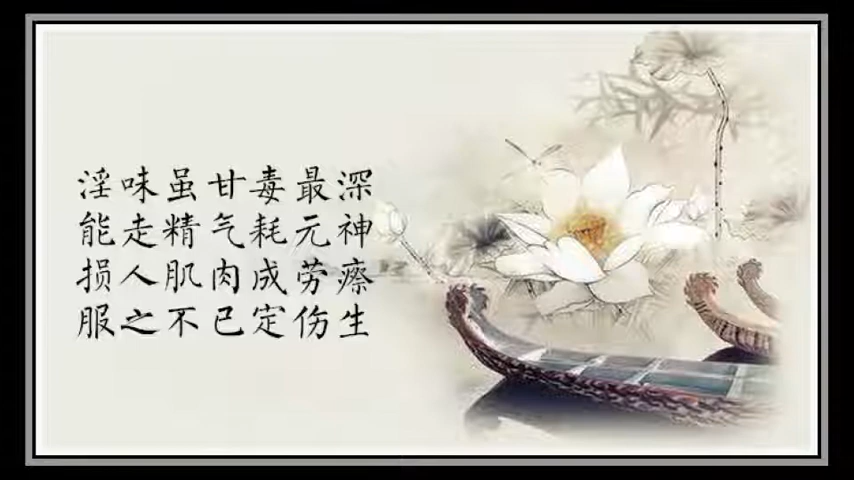 淫味虽甘毒最深
能走精气耗元神
损人肌肉成劳瘵
服之不已定伤生